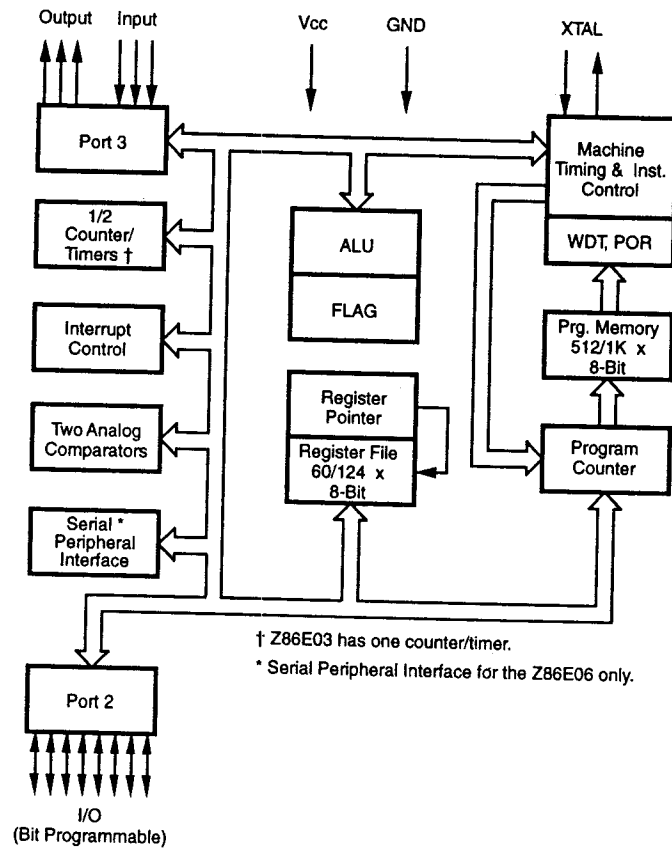 Output
Input
Vcc
GND
XTAL
Port 3
Machine
Timing & Inst.
Control
1/2
Counter/
Timers †
ALU
WDT, POR
FLAG
Interrupt
Control
Prg. Memory
512/1K x
8-Bit
Register
Pointer
Two Analog
Comparators
Register File
60/124 x
8-Bit
Program
Counter
Serial *
Peripheral
Interface
† Z86E03 has one counter/timer.
* Serial Peripheral Interface for the Z86E06 only.
Port 2
I/O
(Bit Programmable)